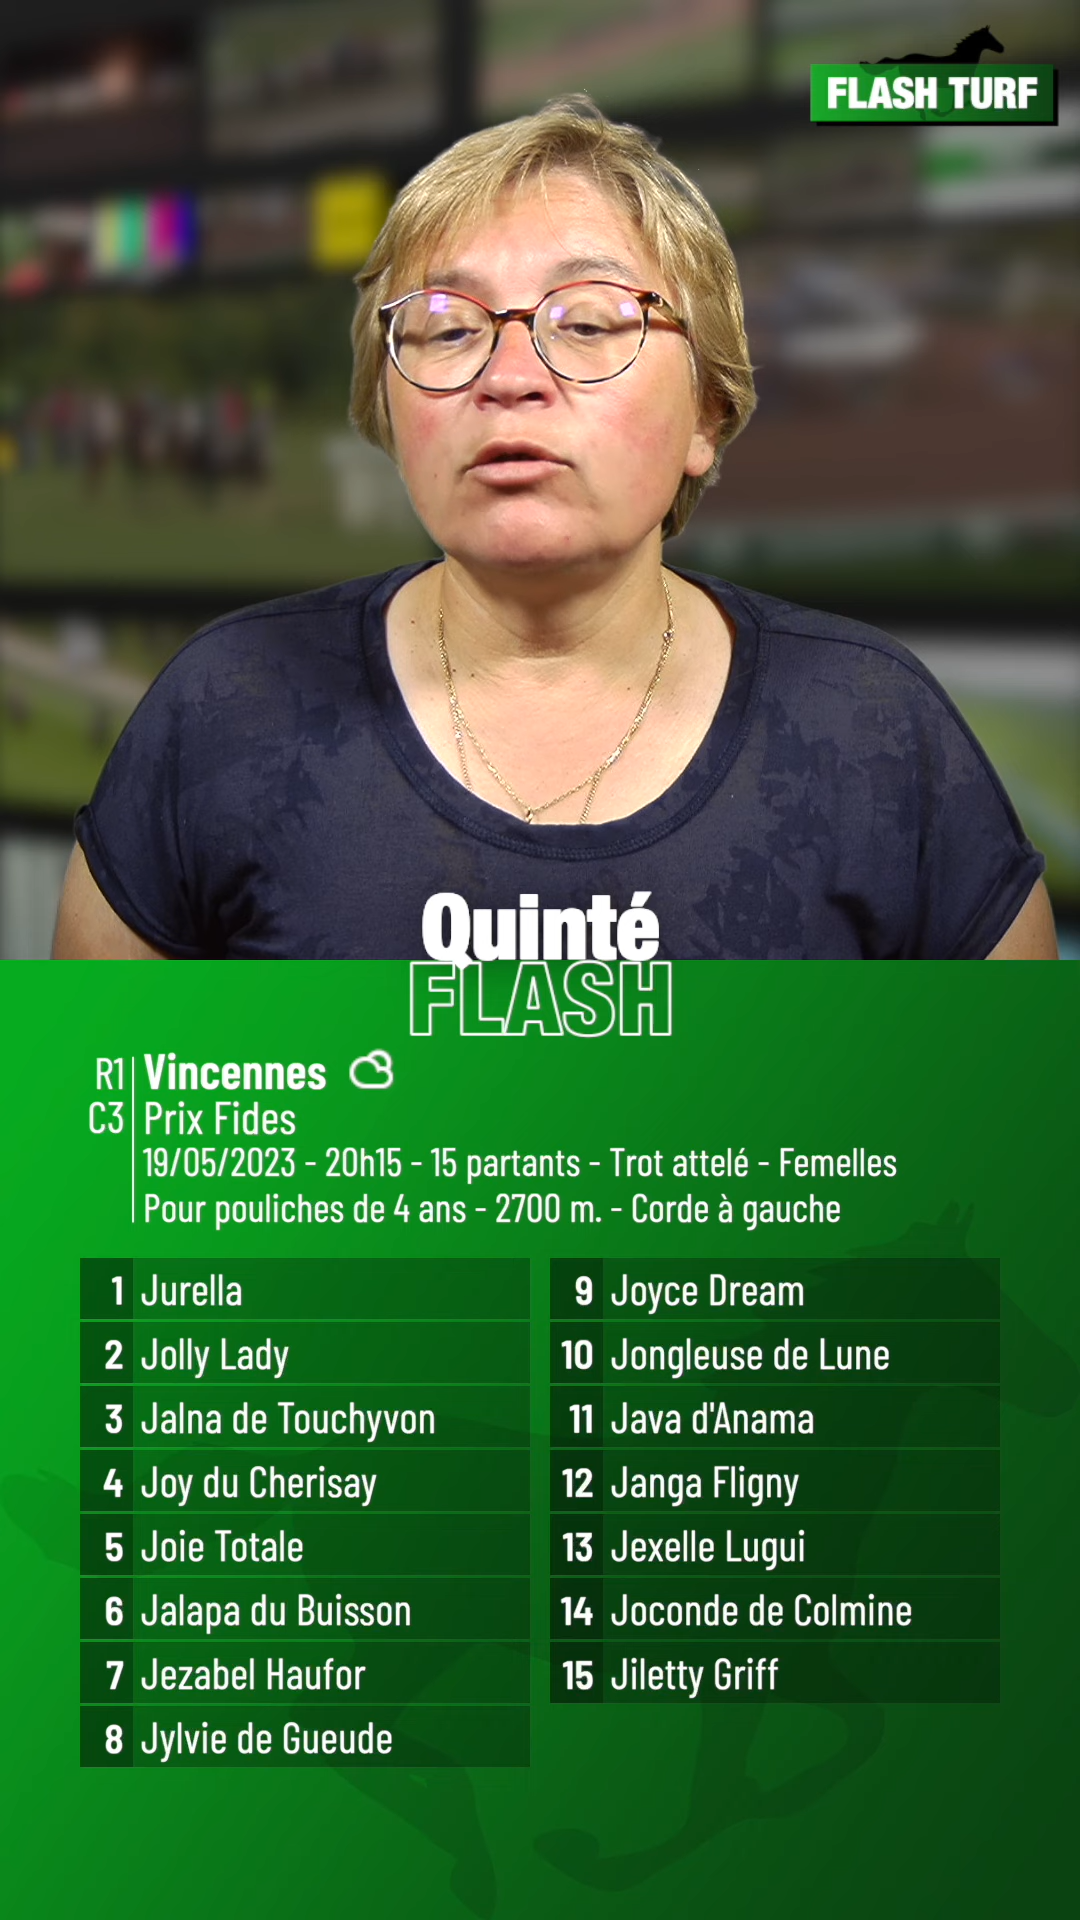 FLASH TURF
Quinté
FLASH
R1 Vincennes
C3 Prix Fides
19/05/2023 - 20h15 - 15 partants - Trot attelé - Femelles
Pour pouliches de 4 ans - 2700 m. - Corde à gauche
1 Jurella
2 Jolly Lady
3 Jalna de Touchyvon
4 Joy du Cherisay
5 Joie Totale
6 Jalapa du Buisson
7 Jezabel Haufor
8 Jylvie de Gueude
9 Joyce Dream
10 Jongleuse de Lune
11 Java d'Anama
12 Janga Fligny
13 Jexelle Lugui
14 Joconde de Colmine
15 Jiletty Griff